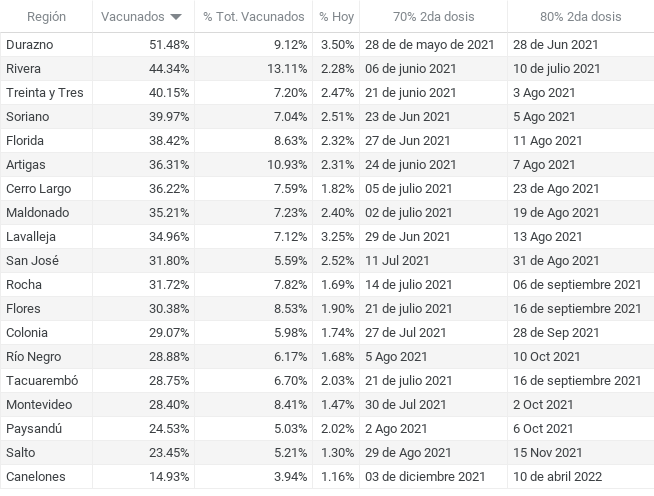 Región Vacunados % Tot. Vacunados % Hoy 70% 2da dosis 80% 2da dosis
Durazno 51.48% 9.12% 3.50% 28 de de mayo de 2021 28 de Jun 2021
Rivera 44.34% 13.11% 2.28% 06 de junio 2021 10 de julio 2021
Treinta y Tres 40.15% 7.20% 2.47% 21 de junio 2021 3 Ago 2021
Soriano 39.97% 7.04% 2.51% 23 de Jun 2021 5 Ago 2021
Florida 38.42% 8.63% 2.32% 27 de Jun 2021 11 Ago 2021
Artigas 36.31% 10.93% 2.31% 24 de junio 2021 7 Ago 2021
Cerro Largo 36.22% 7.59% 1.82% 05 de julio 2021 23 de Ago 2021
Maldonado 35.21% 7.23% 2.40% 02 de julio 2021 19 de Ago 2021
Lavalleja 34.96% 7.12% 3.25% 29 de Jun 2021 13 Ago 2021
San José 31.80% 5.59% 2.52% 11 Jul 2021 31 de Ago 2021
Rocha 31.72% 7.82% 1.69% 14 de julio 2021 06 de septiembre 2021
Flores 30.38% 8.53% 1.90% 21 de julio 2021 16 de septiembre 2021
Colonia 29.07% 5.98% 1.74% 27 de Jul 2021 28 de Sep 2021
Río Negro 28.88% 6.17% 1.68% 5 Ago 2021 10 Oct 2021
Tacuarembó 28.75% 6.70% 2.03% 21 de julio 2021 16 de septiembre 2021
Montevideo 28.40% 8.41% 1.47% 30 de Jul 2021 2 Oct 2021
Paysandú 24.53% 5.03% 2.02% 2 Ago 2021 6 Oct 2021
Salto 23.45% 5.21% 1.30% 29 de Ago 2021 15 Nov 2021
Canelones 14.93% 3.94% 1.16% 03 de diciembre 2021 10 de abril 2022